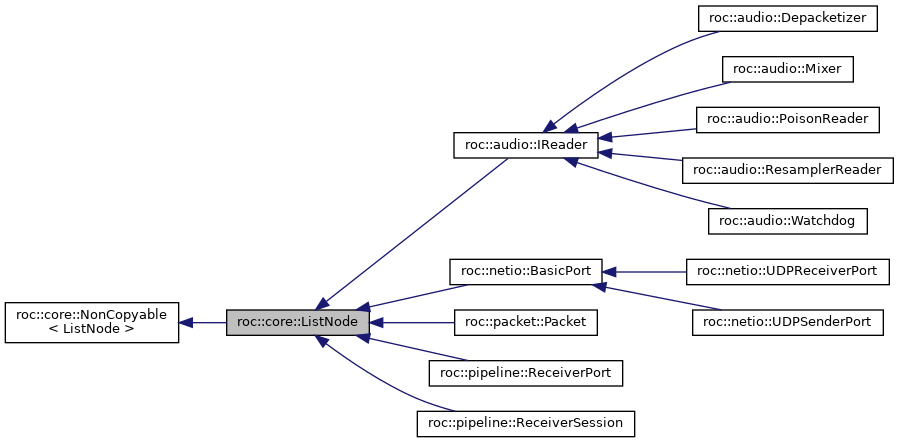 roc::audio::Depacketizer
roc::audio::Mixer
roc::audio::PoisonReader
roc::audio::IReader
roc::audio::ResamplerReader
roc::audio::Watchdog
roc::netio::BasicPort
roc::netio::UDPReceiverPort
roc::core::NonCopyable
< ListNode >
roc::core::ListNode
roc::packet::Packet
roc::netio::UDPSenderPort
roc::pipeline::ReceiverPort
roc::pipeline::ReceiverSession